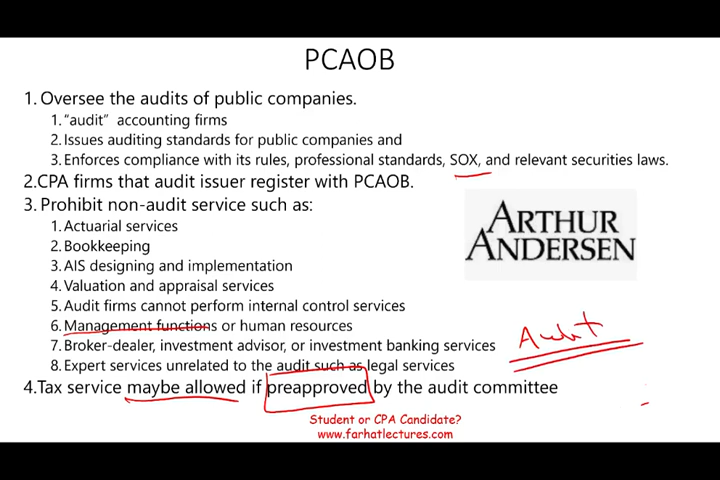 PCAOB
1. Oversee the audits of public companies.
1. “audit” accounting firms
2. Issues auditing standards for public companies and
3. Enforces compliance with its rules, professional standards, SOX, and relevant securities laws.
2. CPA firms that audit issuer register with PCAOB.
3. Prohibit non-audit service such as:
1. Actuarial services
2. Bookkeeping
3. AIS designing and implementation
4. Valuation and appraisal services
5. Audit firms cannot perform internal control services
6. Management functions or human resources
7. Broker-dealer, investment advisor, or investment banking services
8. Expert services unrelated to the audit such as legal services
4. Tax service maybe allowed if preapproved by the audit committee
ARTHUR
ANDERSEN
Audit
Student or CPA Candidate?
www.farhatlectures.com